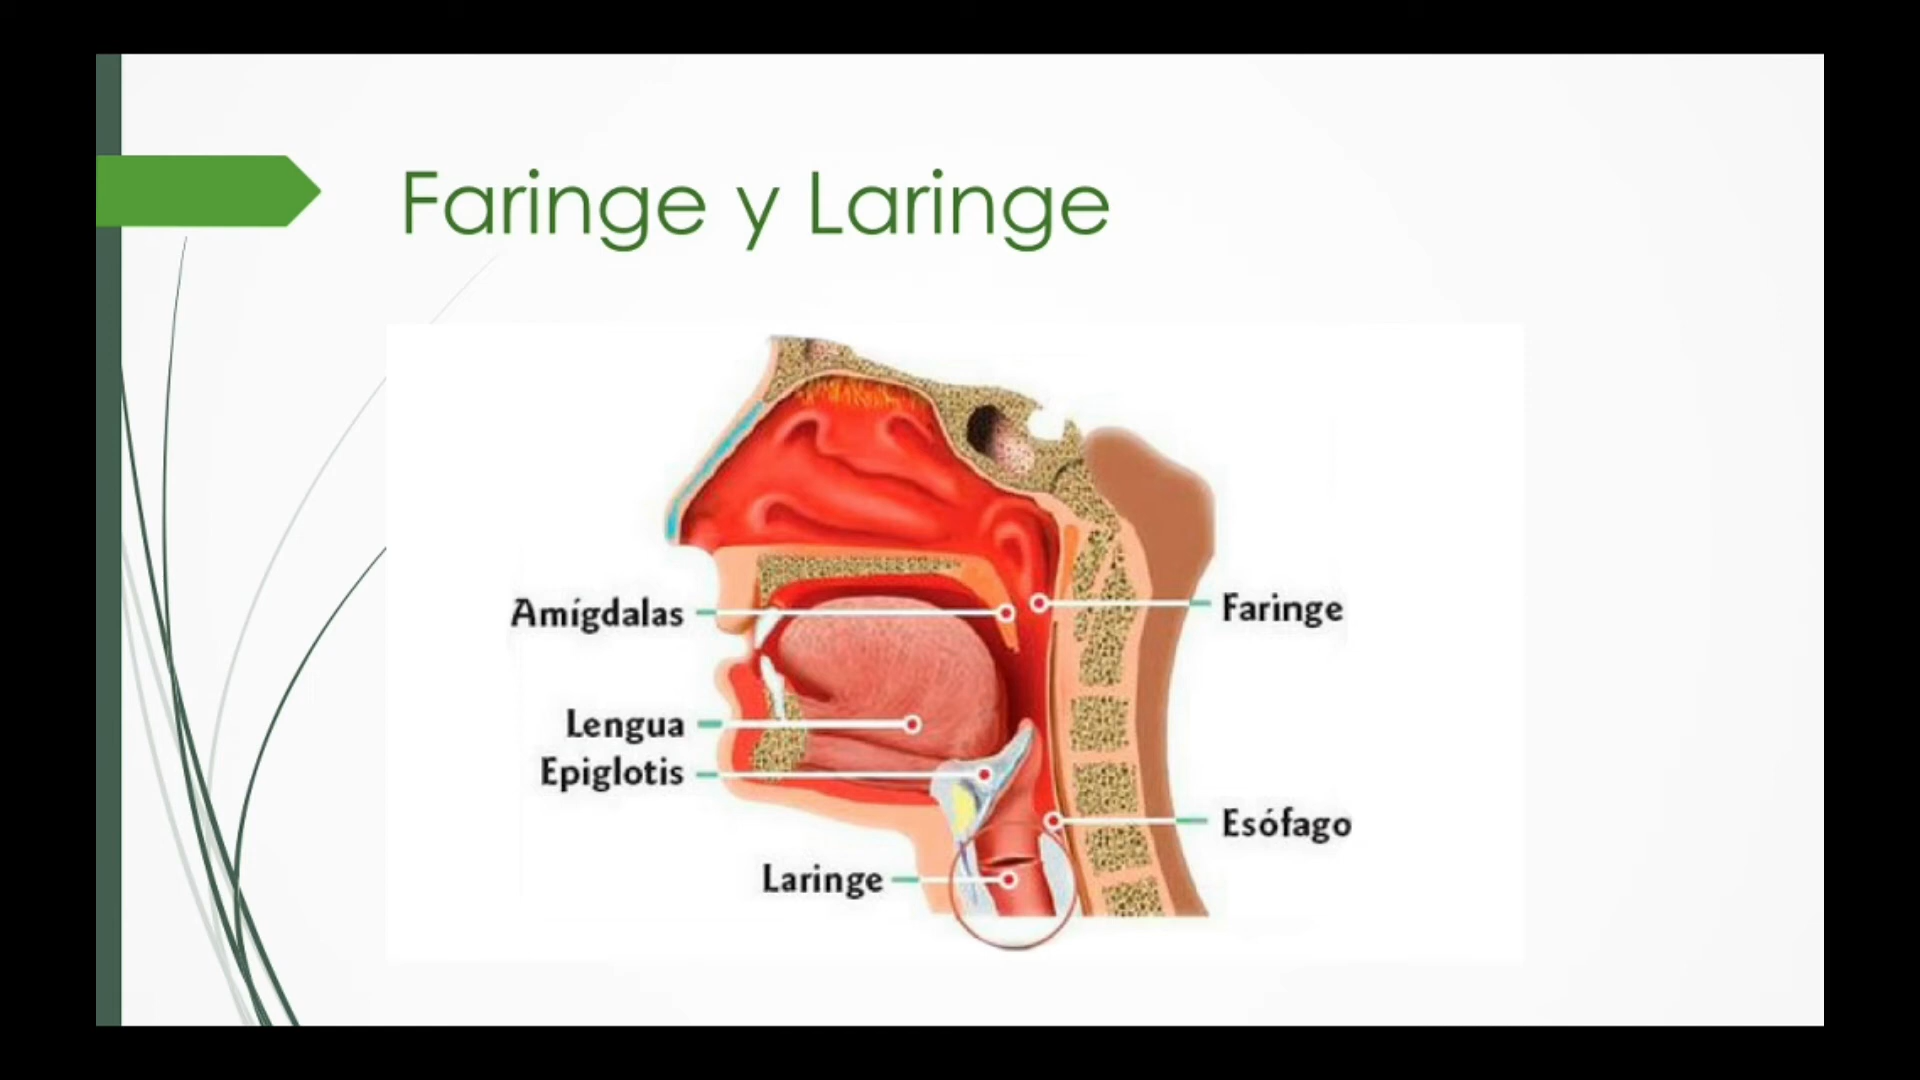 Faringe y Laringe
Amígdalas
Faringe
Lengua
Epiglotis
Esófago
Laringe